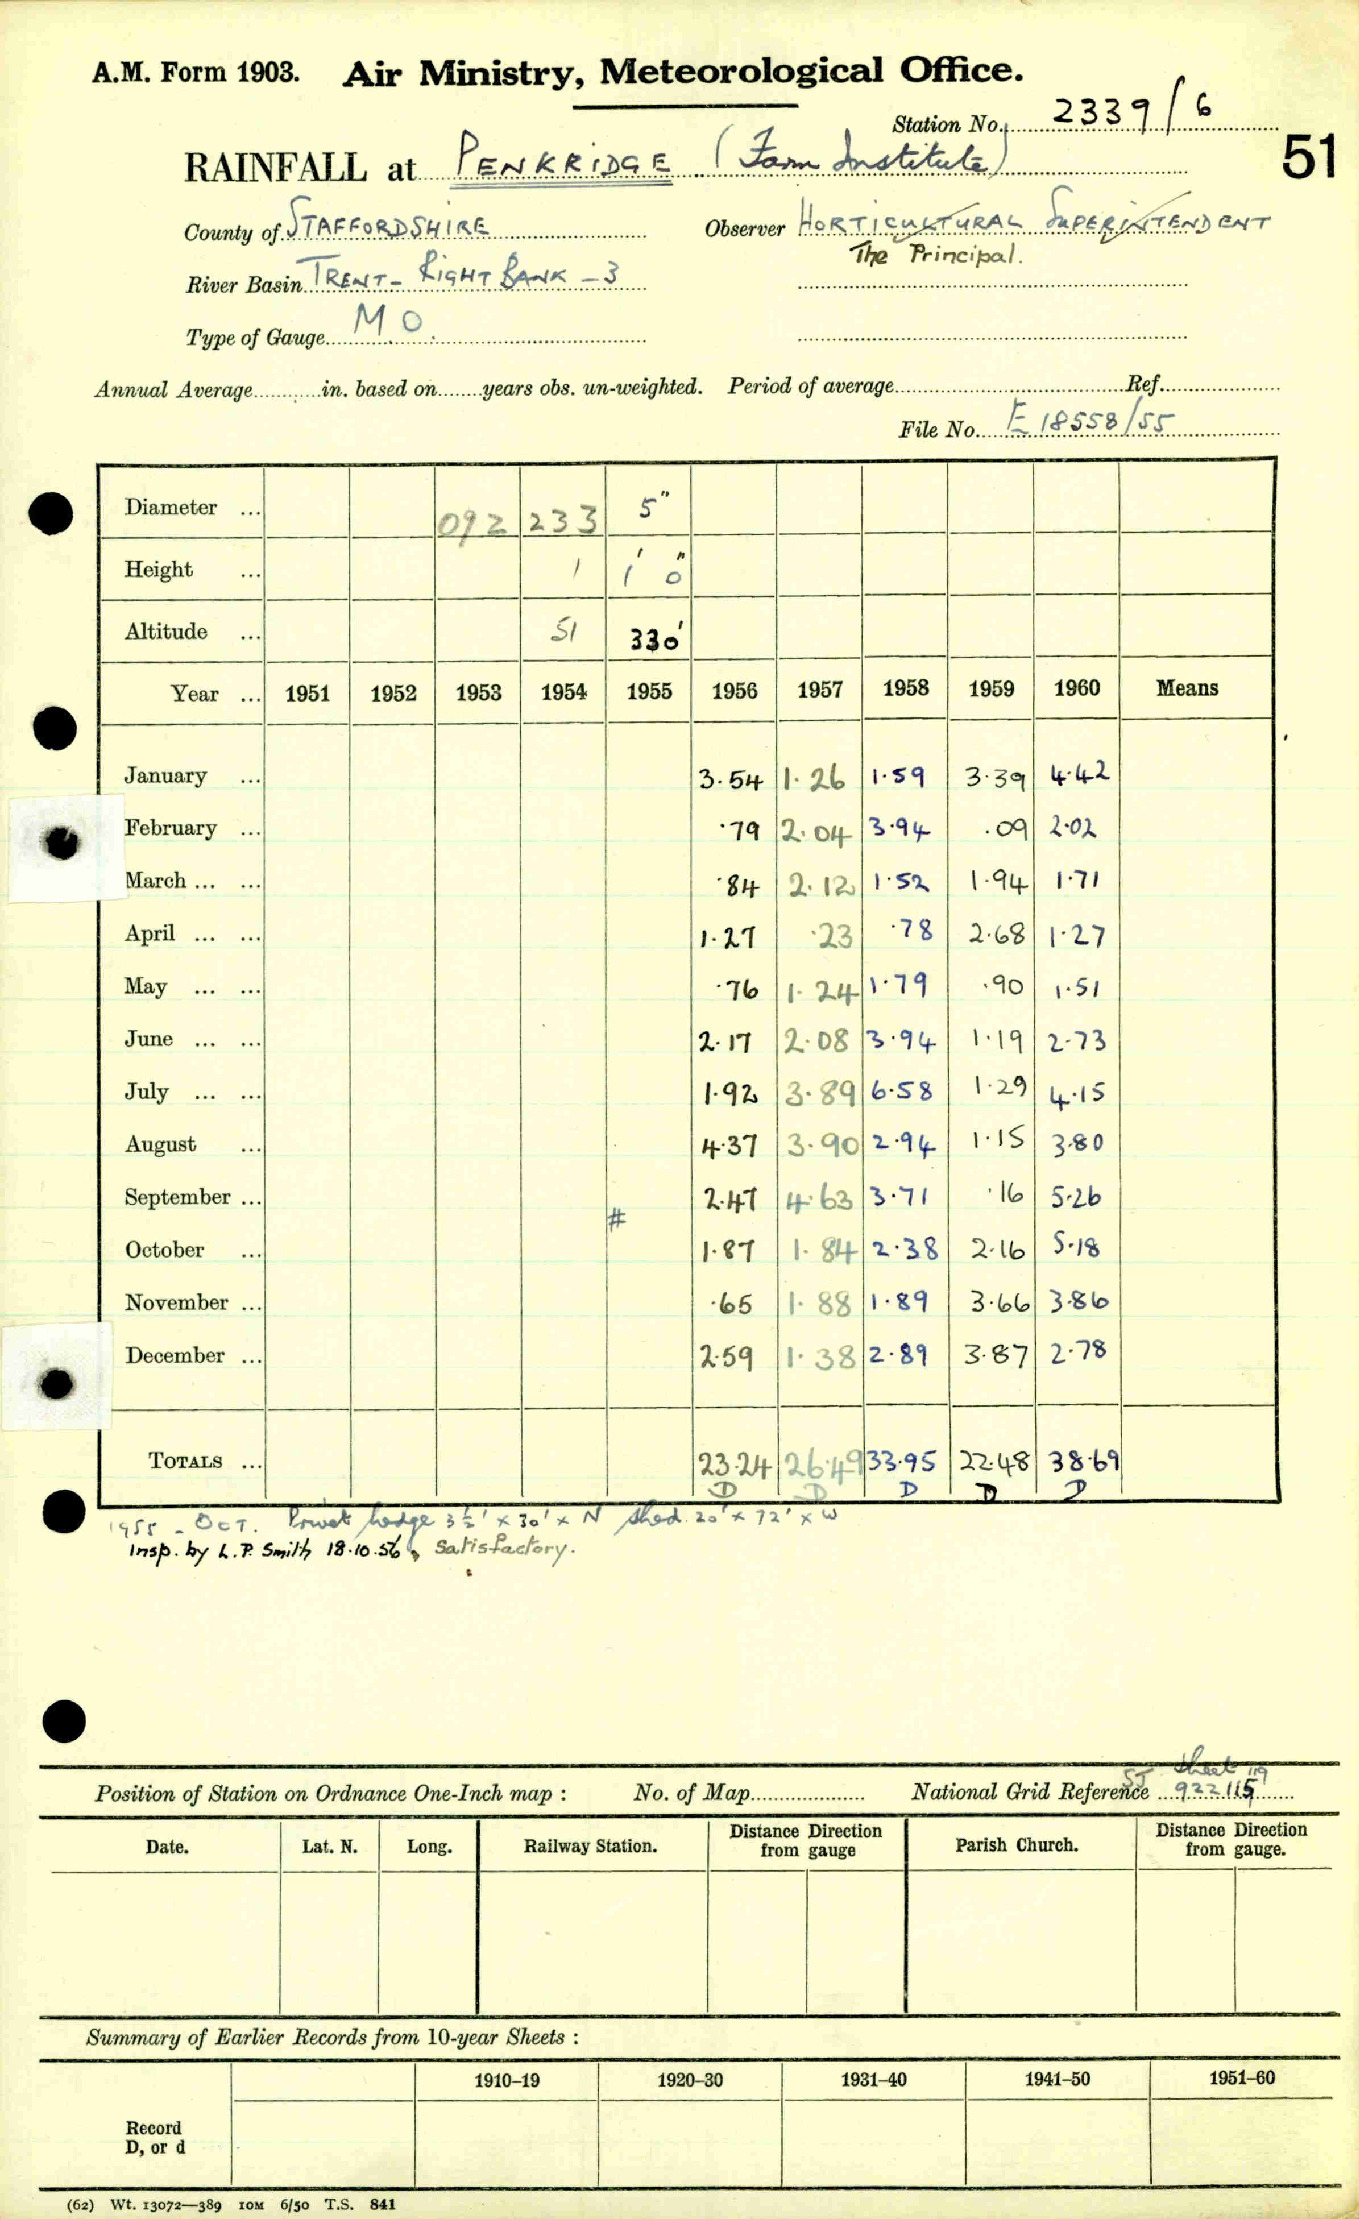 A.M. Form 1903. Air Ministry, Meteorological Office.
Station No. 2339/6
51
RAINFALL at PENKRIDGE (Farm Institute)
County of STAFFORDSHIRE Observer HORTICULTURAL SUPERINTENDENT
The Principal.
River Basin TRENT - RIGHT BANK - 3
Type of Gauge M O
Annual Average in. based on years obs. un-weighted. Period of average Ref.
File No. E 18558/55
Diameter ... 092 233 5"
Height ... 1 1' 0"
Altitude ... 51 330'
Year ... 1951 1952 1953 1954 1955 1956 1957 1958 1959 1960 Means
January ... 3.54 1.26 1.59 3.39 4.42
February ... .79 2.04 3.94 .09 2.02
March ... ... .84 2.12 1.52 1.94 1.71
April ... ... 1.27 .23 .78 2.68 1.27
May ... ... .76 1.24 1.79 .90 1.51
June ... ... 2.17 2.08 3.94 1.19 2.73
July ... ... 1.92 3.89 6.58 1.29 4.15
August ... 4.37 3.90 2.94 1.15 3.80
September ... 2.47 4.63 3.71 .16 5.26
#
October ... 1.87 1.84 2.38 2.16 5.18
November ... .65 1.88 1.89 3.66 3.86
December ... 2.59 1.38 2.89 3.87 2.78
TOTALS ... 23.24 26.49 33.95 22.48 38.69
D D D D D
1955 - OCT. Privet hedge 3½' x 30' x N shed 20' x 72' x W
Insp. by L.P. Smith 18.10.56, Satisfactory.
Sheet 119
Position of Station on Ordnance One-Inch map : No. of Map National Grid Reference SJ 922115
Date. Lat. N. Long. Railway Station. Distance from Direction gauge Parish Church. Distance from Direction gauge.
Summary of Earlier Records from 10-year Sheets :
1910–19 1920–30 1931–40 1941–50 1951–60
Record
D, or d
(62) Wt. 13072—389 10M 6/50 T.S. 841